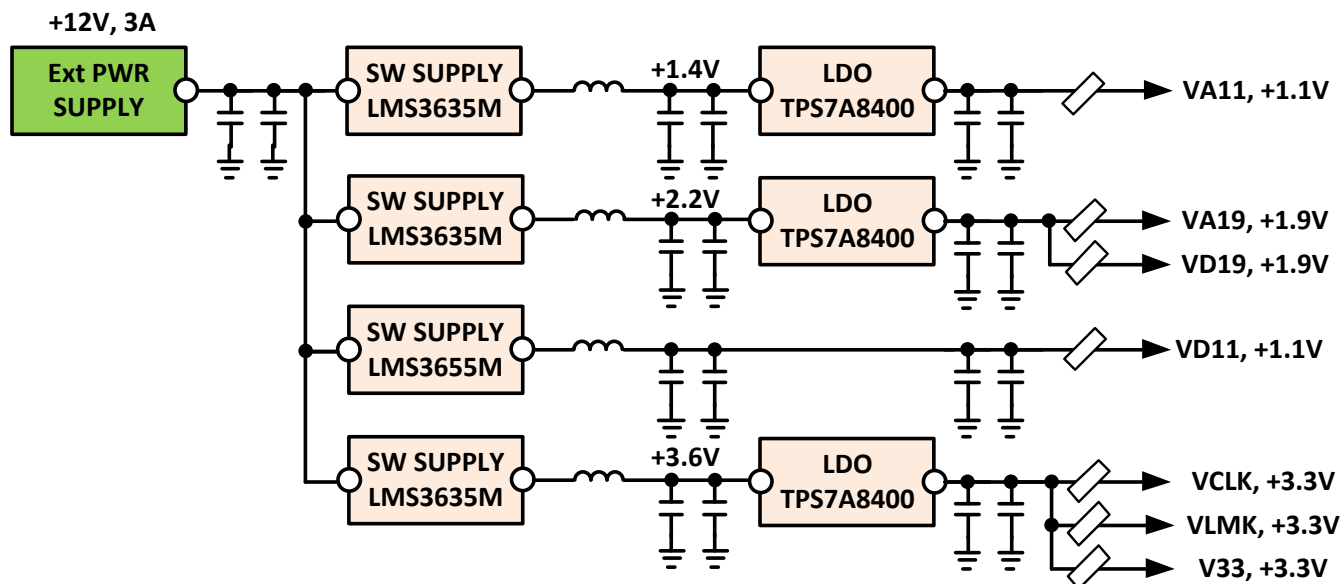 +12V, 3A
Ext PWR
SUPPLY
SW SUPPLY
LMS3635M
+1.4V
LDO
TPS7A8400
VA11, +1.1V
SW SUPPLY
LMS3635M
+2.2V
LDO
TPS7A8400
VA19, +1.9V
VD19, +1.9V
SW SUPPLY
LMS3655M
VD11, +1.1V
SW SUPPLY
LMS3635M
+3.6V
LDO
TPS7A8400
VCLK, +3.3V
VLMK, +3.3V
V33, +3.3V